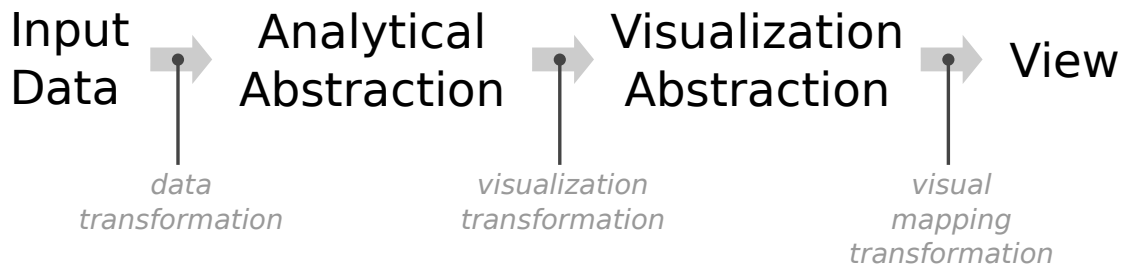 Input
Data
Analytical
Abstraction
Visualization
Abstraction
View
data
transformation
visualization
transformation
visual
mapping
transformation